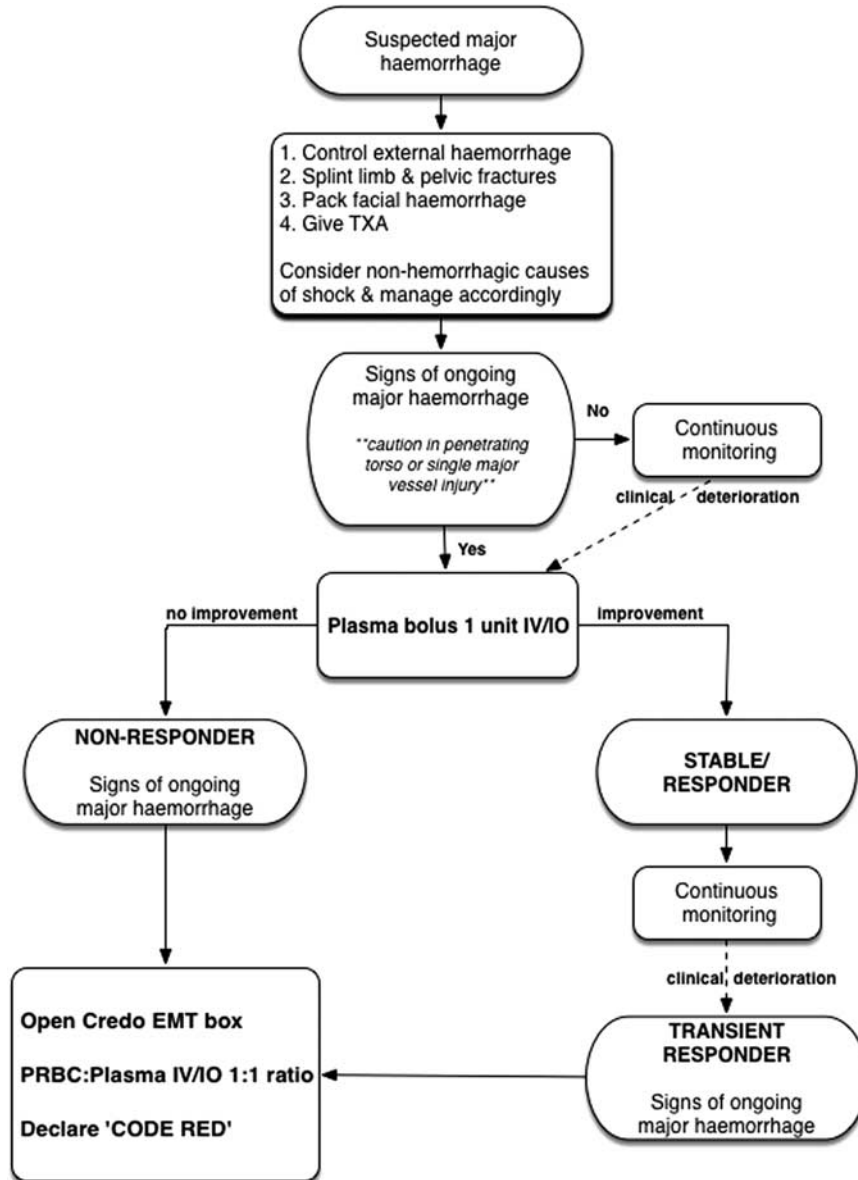 Suspected major
haemorrhage
1. Control external haemorrhage
2. Splint limb & pelvic fractures
3. Pack facial haemorrhage
4. Give TXA
Consider non-hemorrhagic causes
of shock & manage accordingly
Signs of ongoing
major haemorrhage
**caution in penetrating
torso or single major
vessel injury**
No
Continuous
monitoring
clinical deterioration
Yes
Plasma bolus 1 unit IV/IO
no improvement
improvement
NON-RESPONDER
Signs of ongoing
major haemorrhage
STABLE/
RESPONDER
Continuous
monitoring
clinical deterioration
TRANSIENT
RESPONDER
Signs of ongoing
major haemorrhage
Open Credo EMT box
PRBC:Plasma IV/IO 1:1 ratio
Declare 'CODE RED'